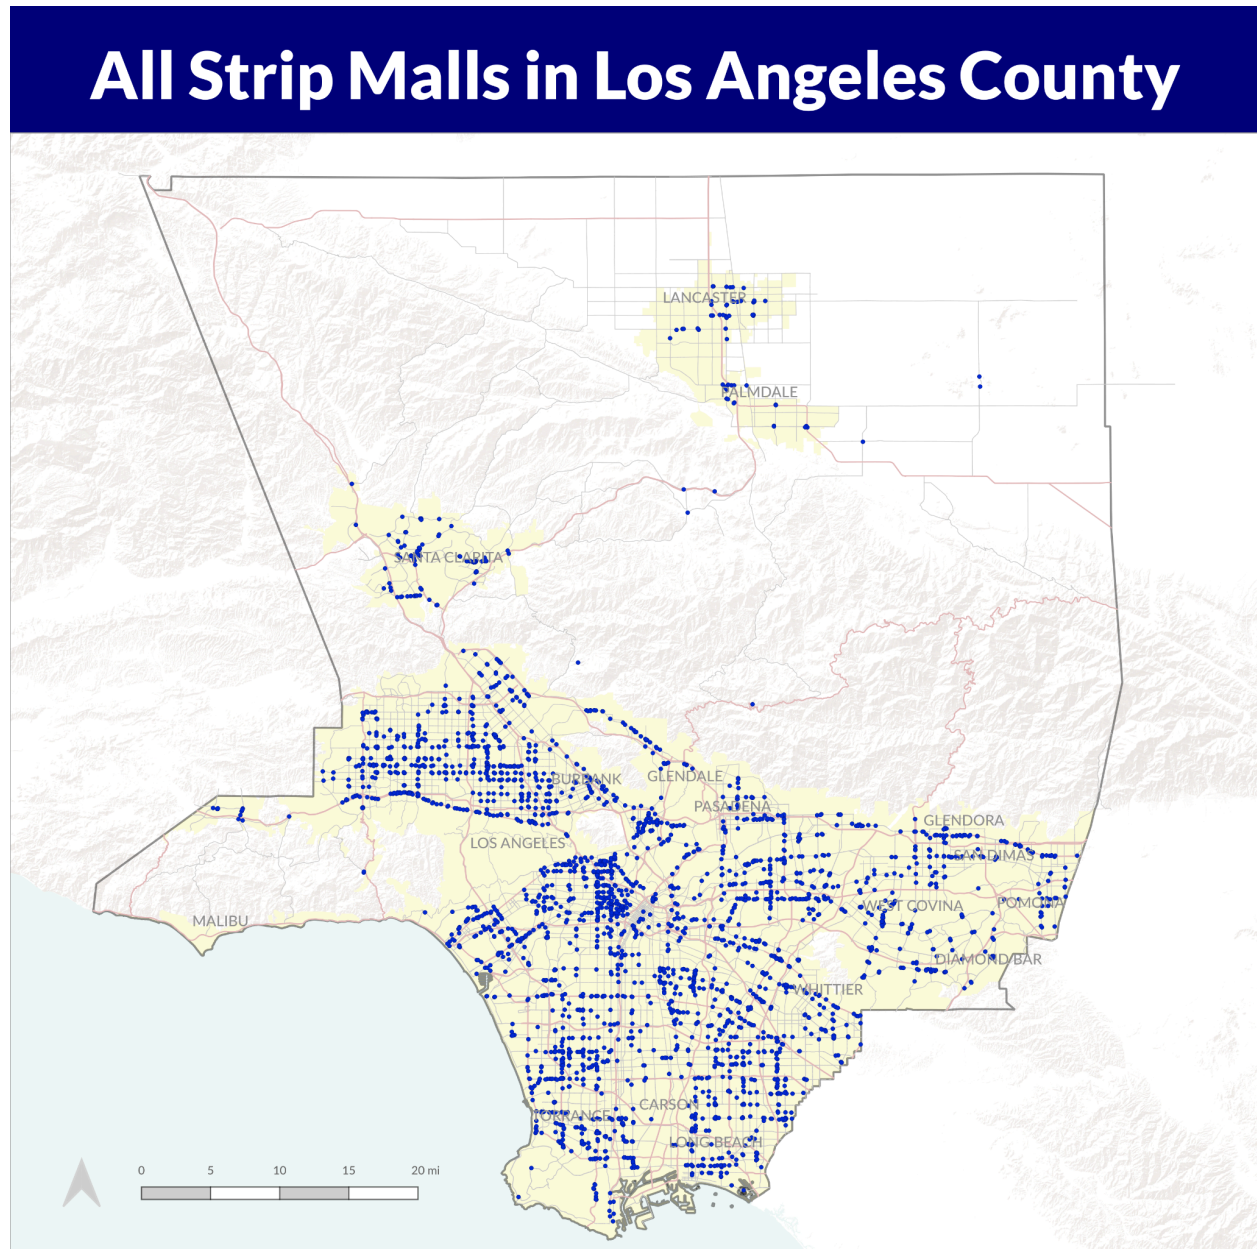 All Strip Malls in Los Angeles County
LANCASTER
PALMDALE
SANTA CLARITA
BURBANK
GLENDALE
PASADENA
GLENDORA
LOS ANGELES
SAN DIMAS
WEST COVINA
POMONA
MALIBU
DIAMOND BAR
WHITTIER
CARSON
TORRANCE
LONG BEACH
0 5 10 15 20 mi